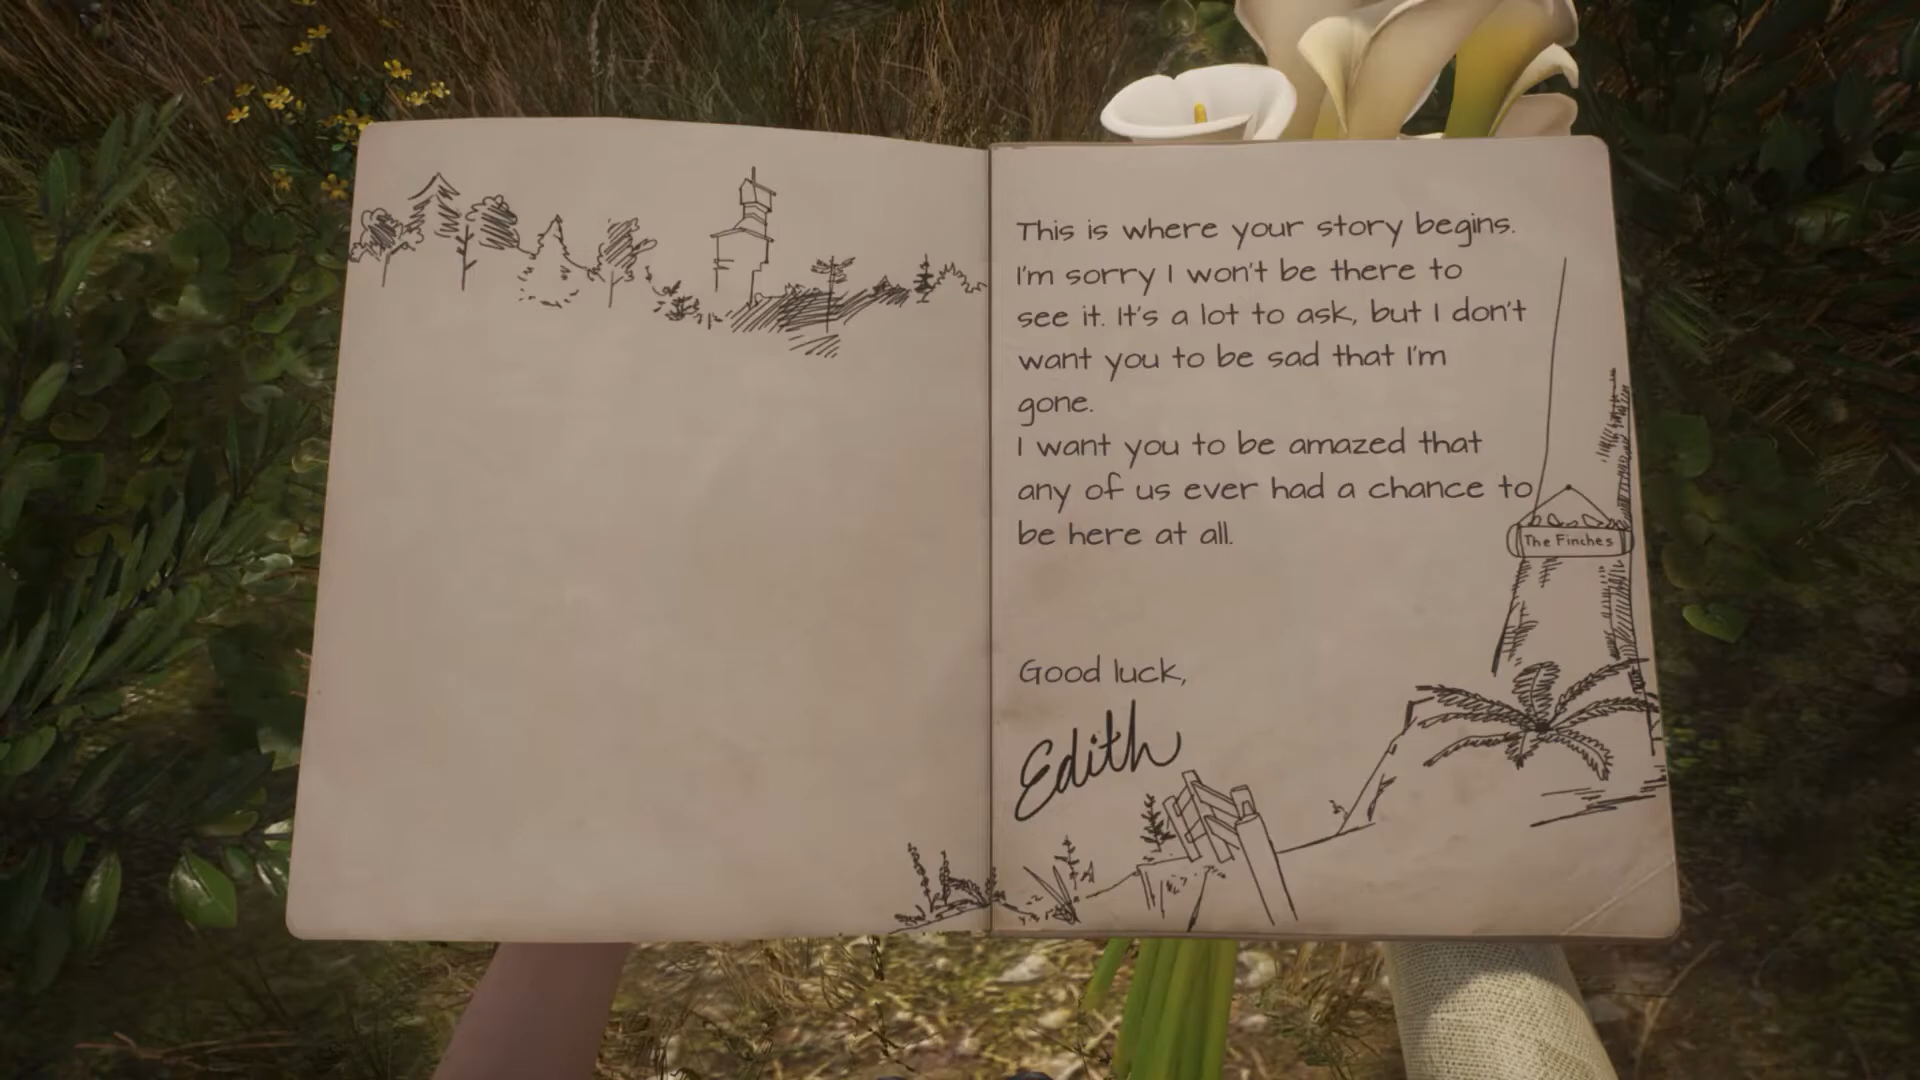 This is where your story begins.
I'm sorry I won't be there to
see it. It's a lot to ask, but I don't
want you to be sad that I'm
gone.
I want you to be amazed that
any of us ever had a chance to
be here at all.
The Finches
Good luck,
Edith